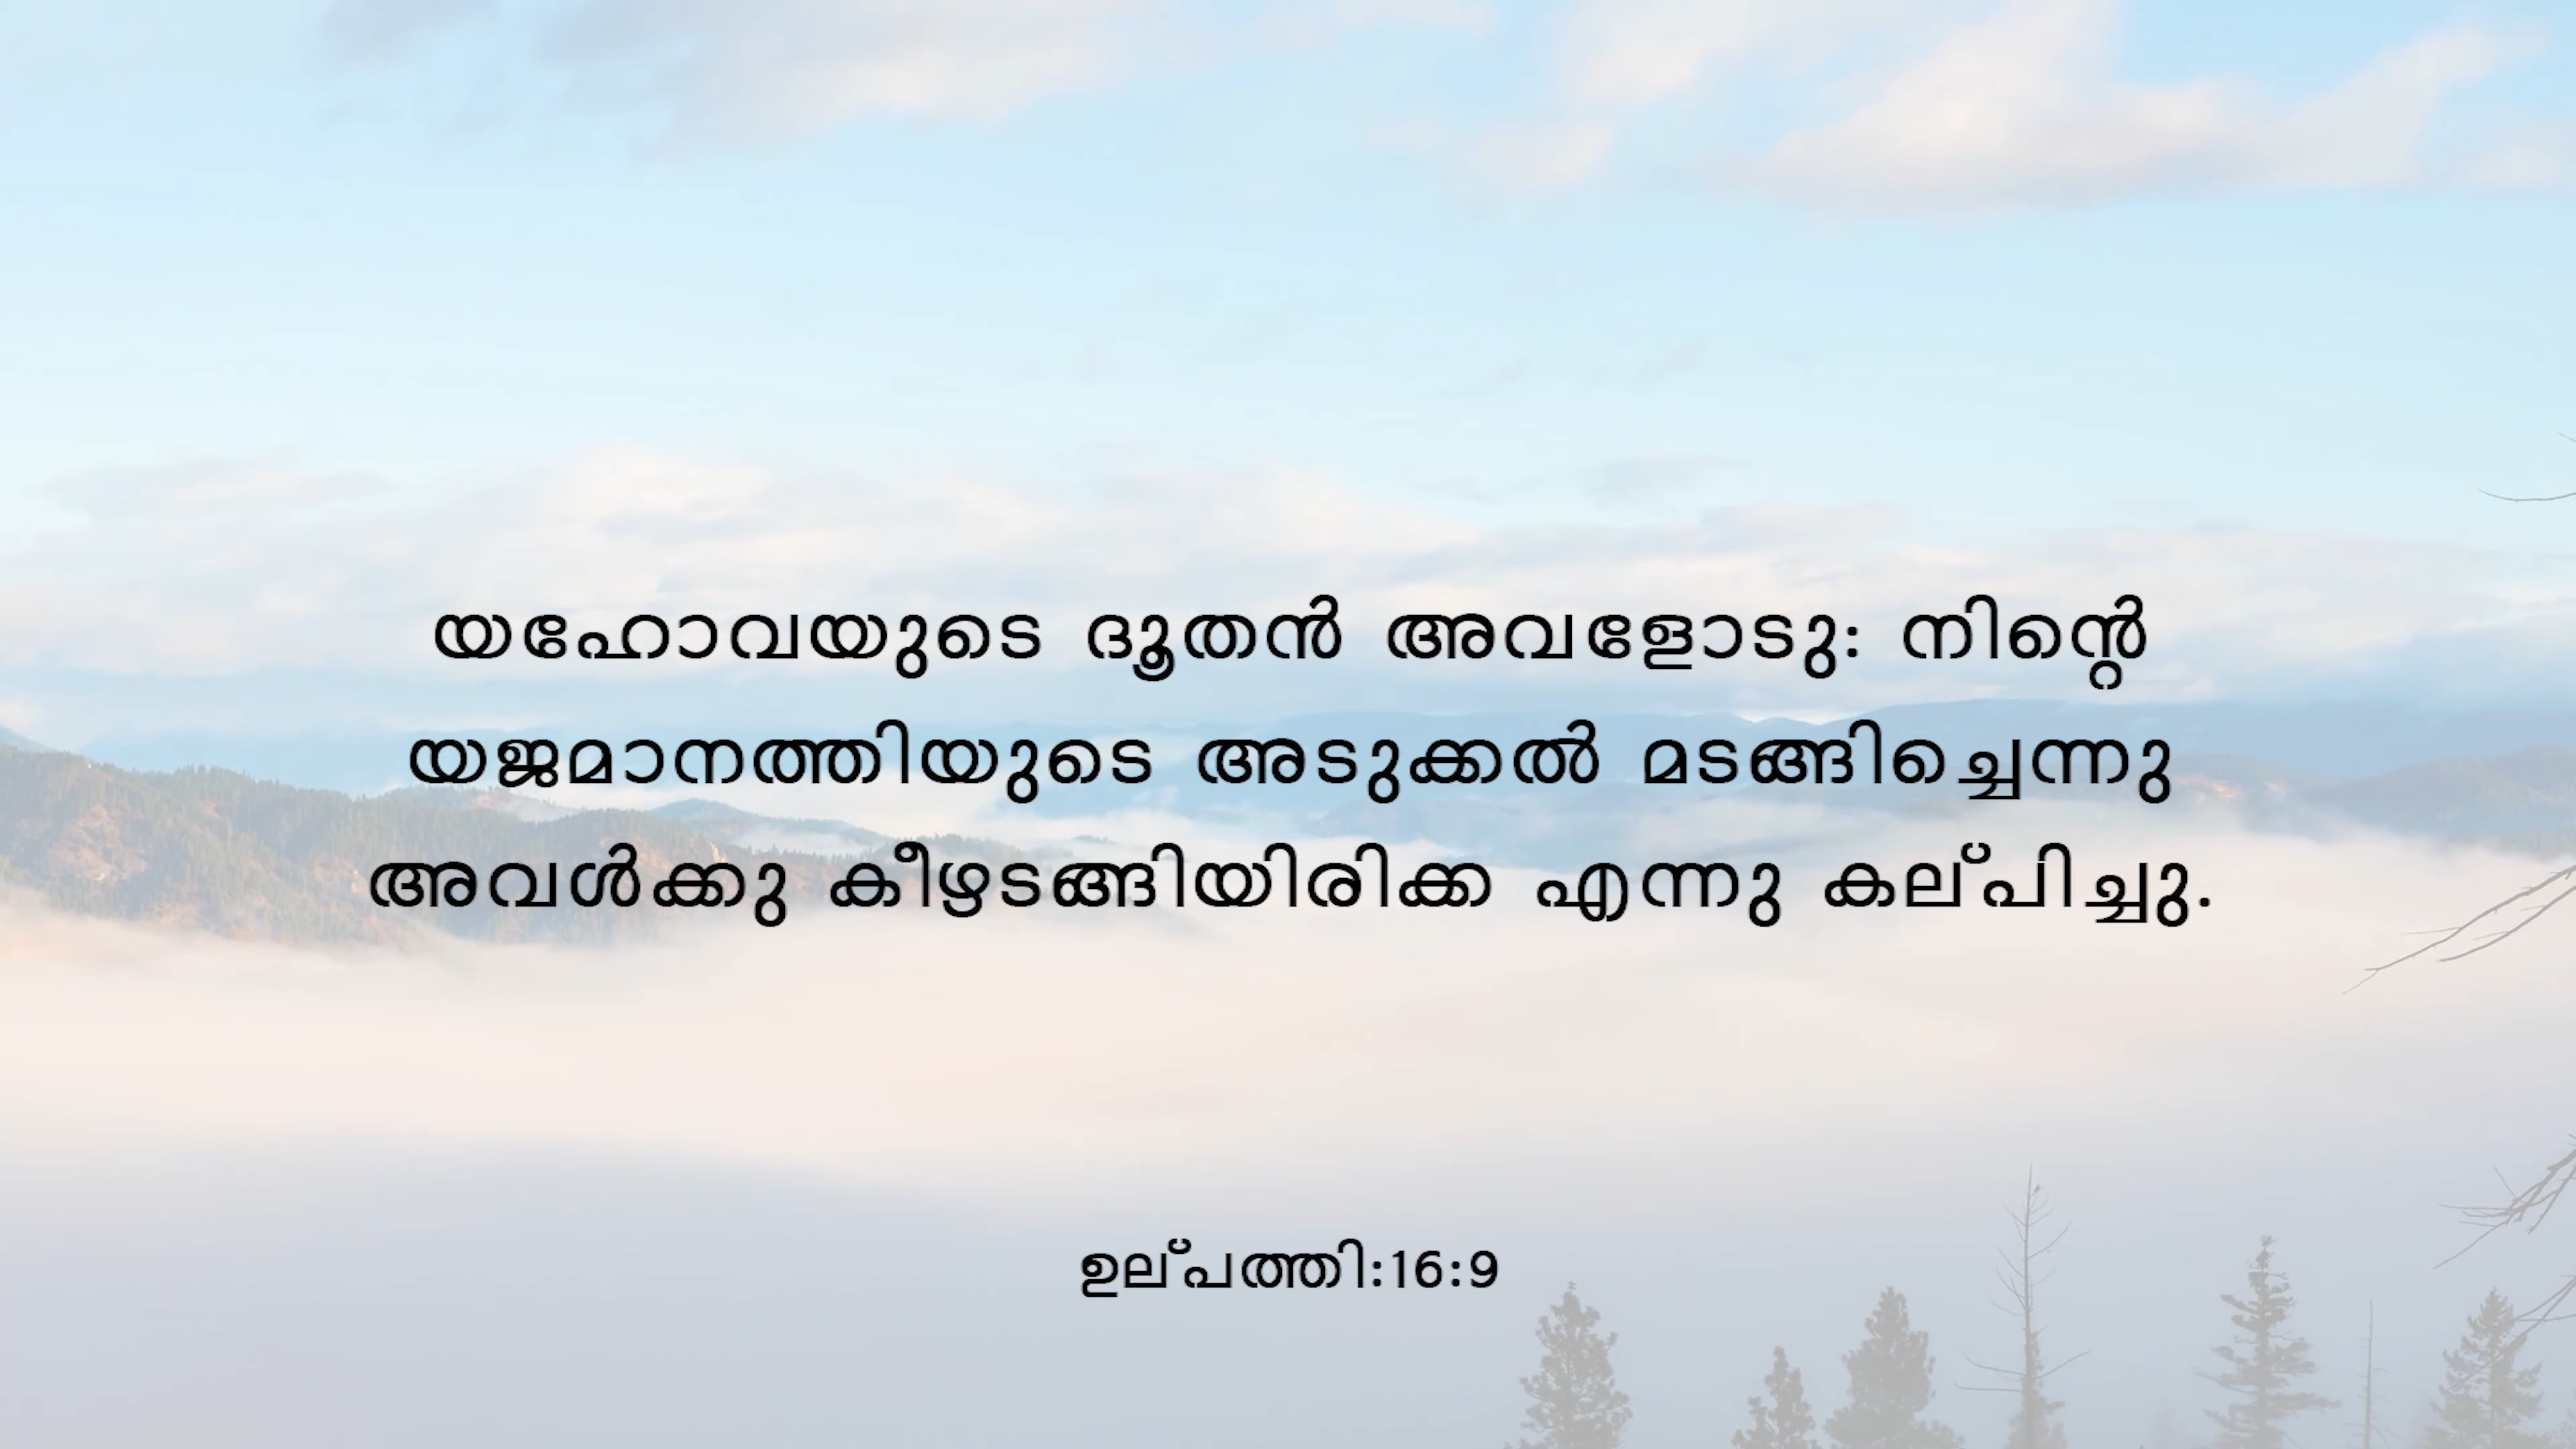 യഹോവയുടെ ദൂതൻ അവളോടു: നിന്റെ
യജമാനത്തിയുടെ അടുക്കൽ മടങ്ങിച്ചെന്നു
അവൾക്കു കീഴടങ്ങിയിരിക്ക എന്നു കല്പിച്ചു.
ഉല്പത്തി:16:9